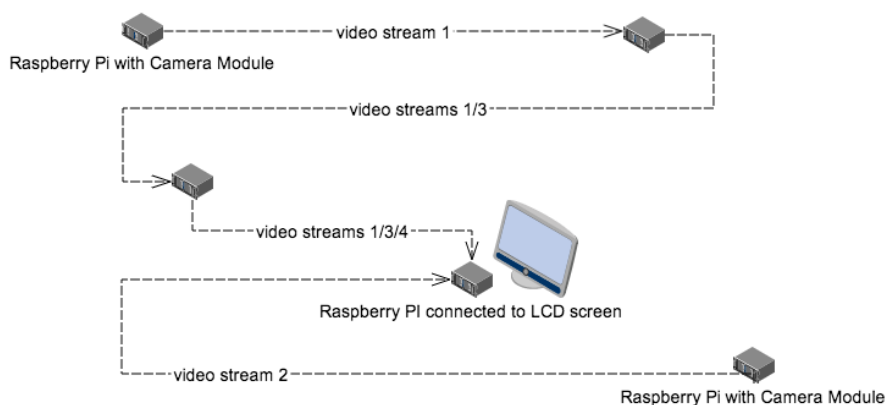 video stream 1
Raspberry Pi with Camera Module
video streams 1/3
video streams 1/3/4
Raspberry PI connected to LCD screen
video stream 2
Raspberry Pi with Camera Module